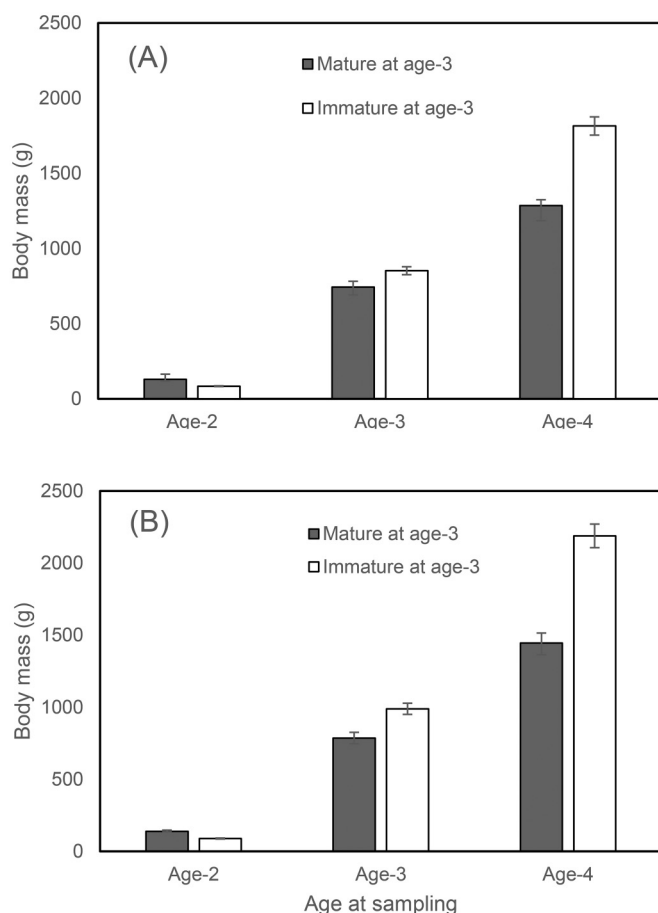 2500
(A)
Mature at age-3
2000
Immature at age-3
1500
Body mass (g)
1000
500
0
Age-2 Age-3 Age-4
2500
(B)
Mature at age-3
2000
Immature at age-3
1500
Body mass (g)
1000
500
0
Age-2 Age-3 Age-4
Age at sampling